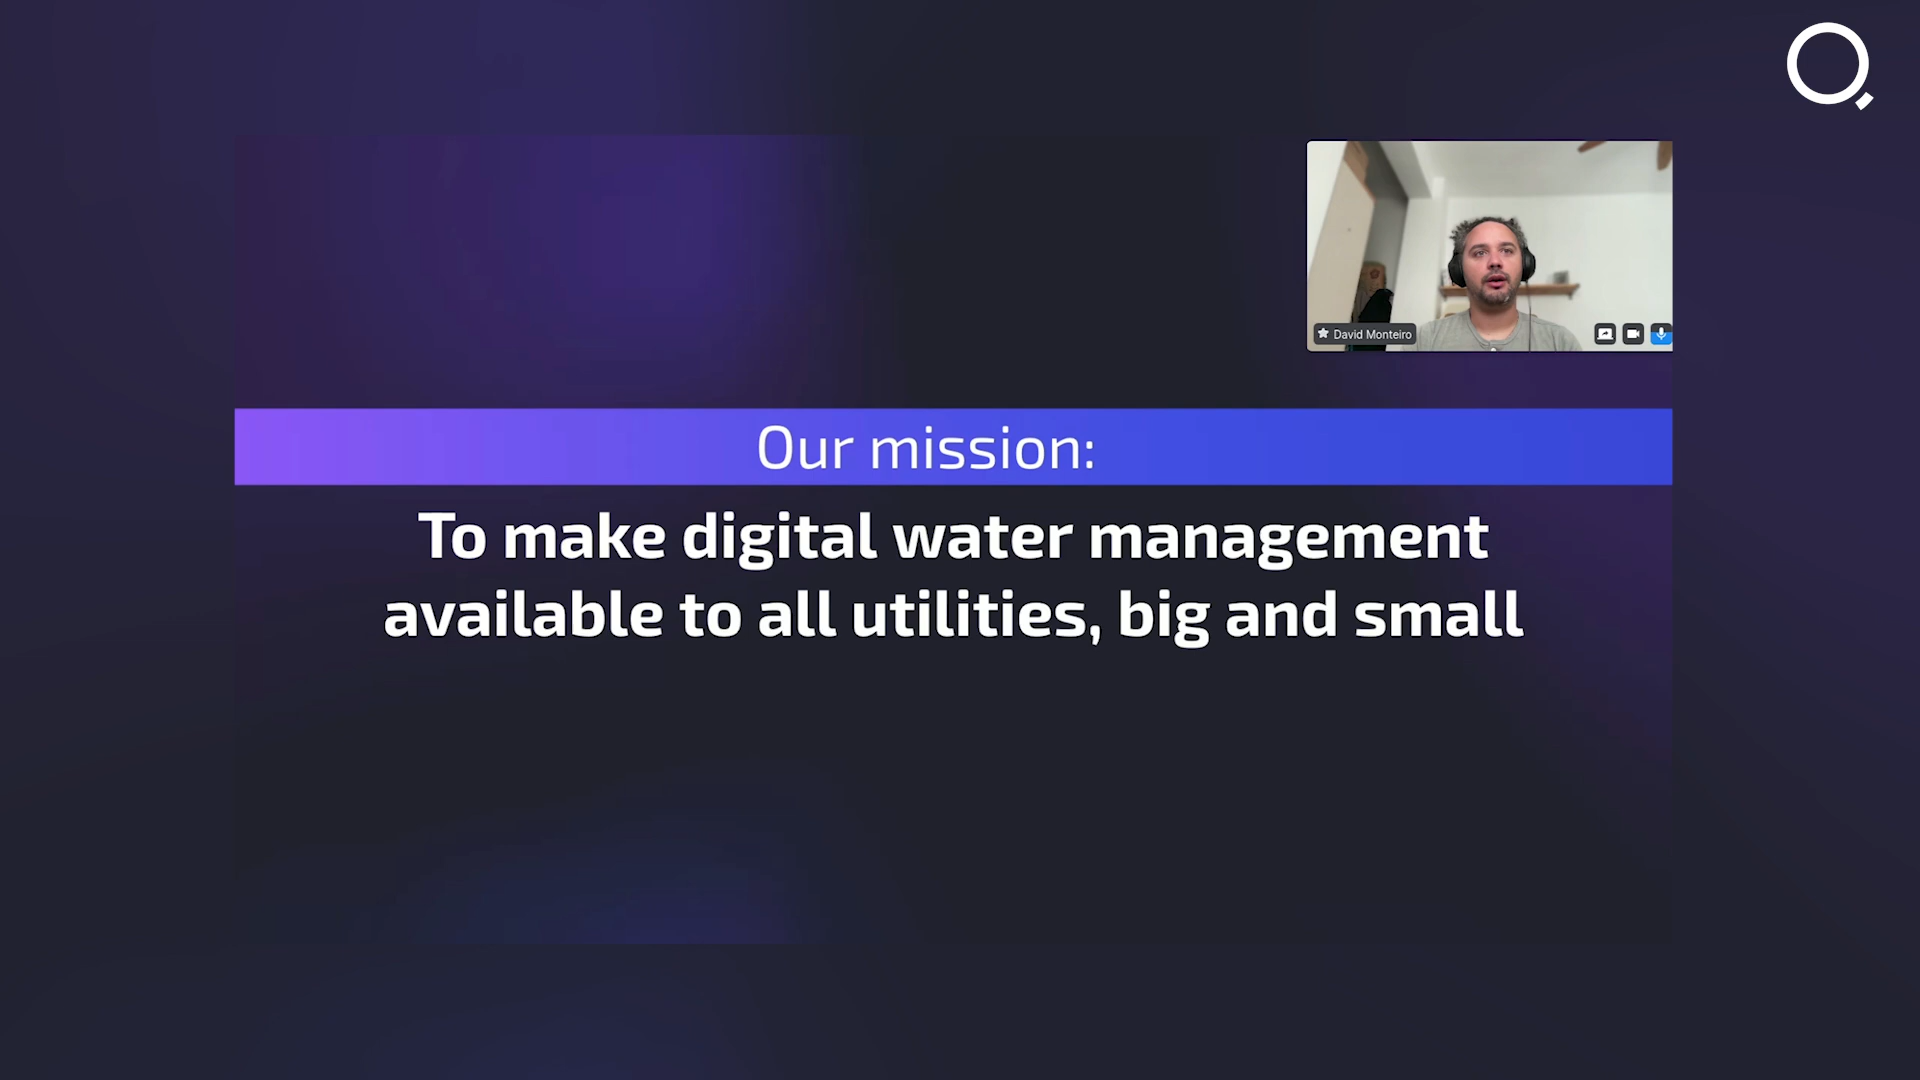 David Monteiro
Our mission:
To make digital water management
available to all utilities, big and small